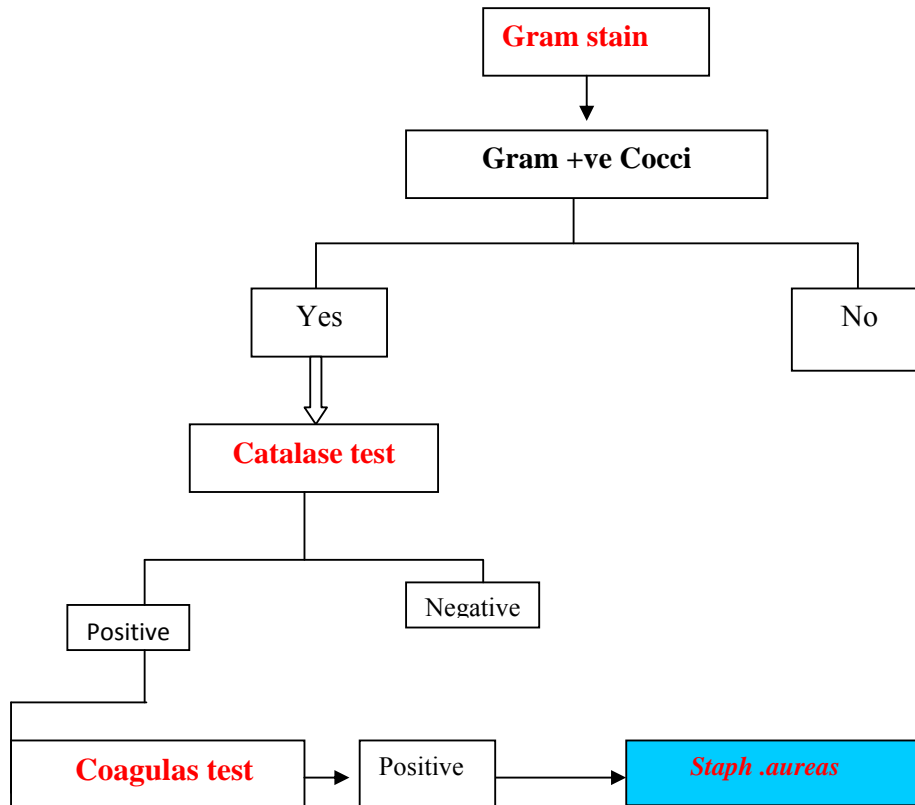 Gram stain
Gram +ve Cocci
Yes
No
Catalase test
Positive
Negative
Coagulas test
Positive
Staph .aureas